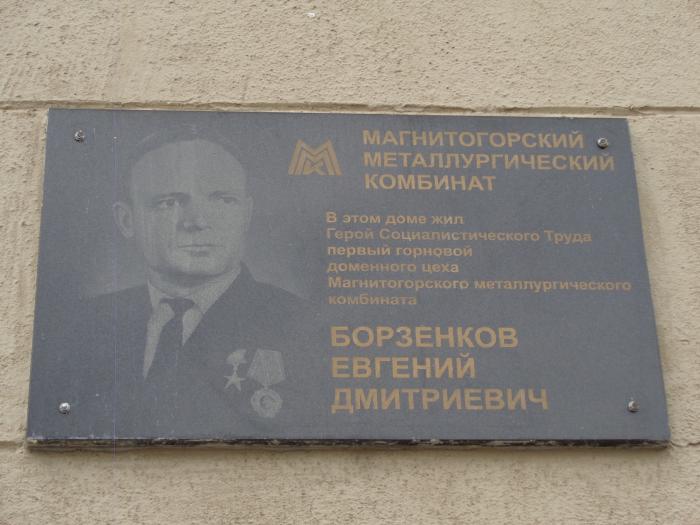 МАГНИТОГОРСКИЙ
МЕТАЛЛУРГИЧЕСКИЙ
КОМБИНАТ
В этом доме жил
Герой Социалистического Труда
первый горновой
доменного цеха
Магнитогорского металлургического
комбината
БОРЗЕНКОВ
ЕВГЕНИЙ
ДМИТРИЕВИЧ